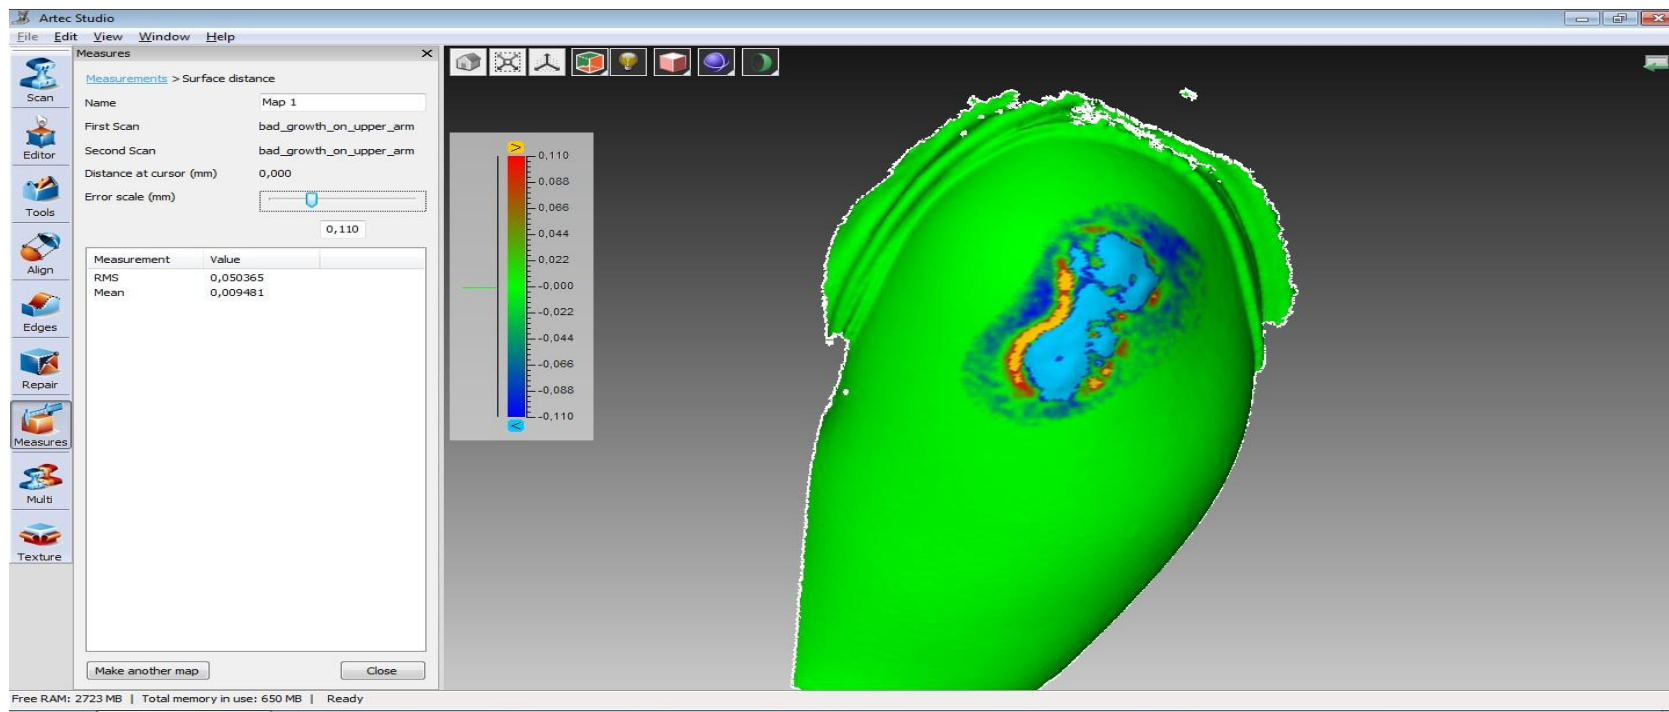 Artec Studio
File Edit View Window Help
Measures
Measurements > Surface distance
Name Map 1
First Scan bad_growth_on_upper_arm
Second Scan bad_growth_on_upper_arm
Distance at cursor (mm) 0,000
Error scale (mm)
0,110
Measurement Value
RMS 0,050365
Mean 0,009481
Make another map Close
Scan
Editor
Tools
Align
Edges
Repair
Measures
Multi
Texture
>
0,110
0,088
0,066
0,044
0,022
-0,000
-0,022
-0,044
-0,066
-0,088
-0,110
<
Free RAM: 2723 MB | Total memory in use: 650 MB | Ready